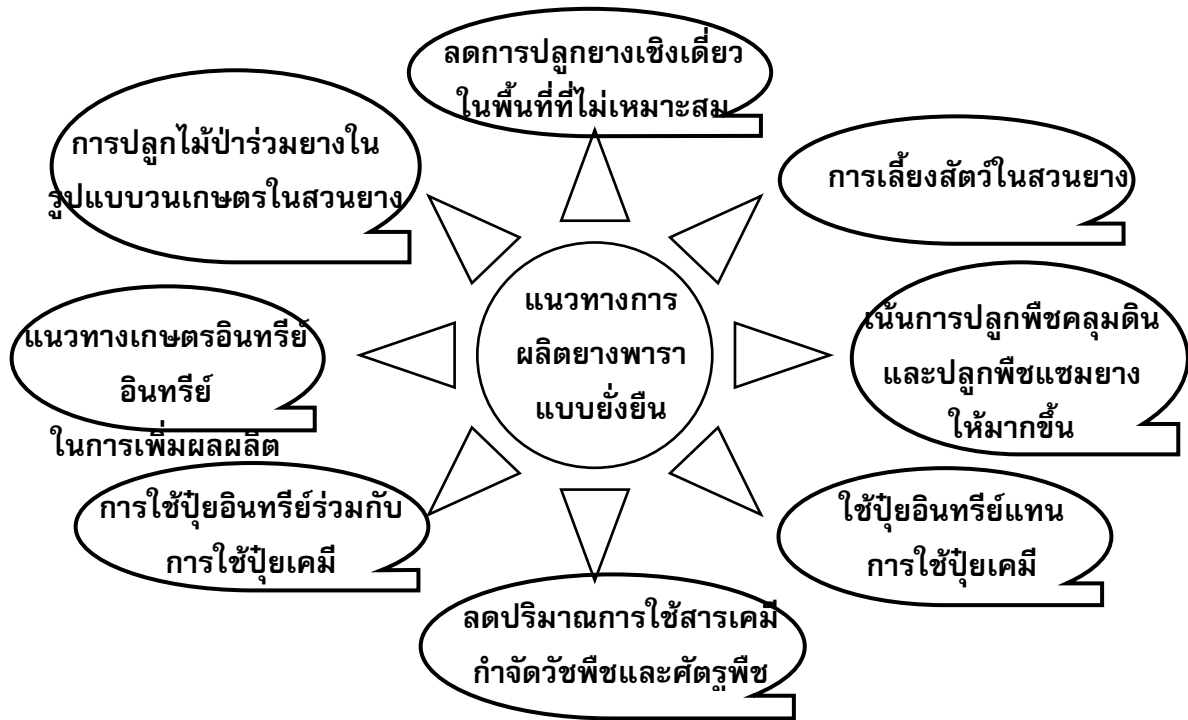 ลดการปลูกยางเชิงเดี่ยว
ในพื้นที่ที่ไม่เหมาะสม
การปลูกไม้ป่าร่วมยางใน
รูปแบบวนเกษตรในสวนยาง
การเลี้ยงสัตว์ในสวนยาง
แนวทางการ
ผลิตยางพารา
แบบยั่งยืน
แนวทางเกษตรอินทรีย์
อินทรีย์
ในการเพิ่มผลผลิต
เน้นการปลูกพืชคลุมดิน
และปลูกพืชแซมยาง
ให้มากขึ้น
การใช้ปุ๋ยอินทรีย์ร่วมกับ
การใช้ปุ๋ยเคมี
ใช้ปุ๋ยอินทรีย์แทน
การใช้ปุ๋ยเคมี
ลดปริมาณการใช้สารเคมี
กำจัดวัชพืชและศัตรูพืช